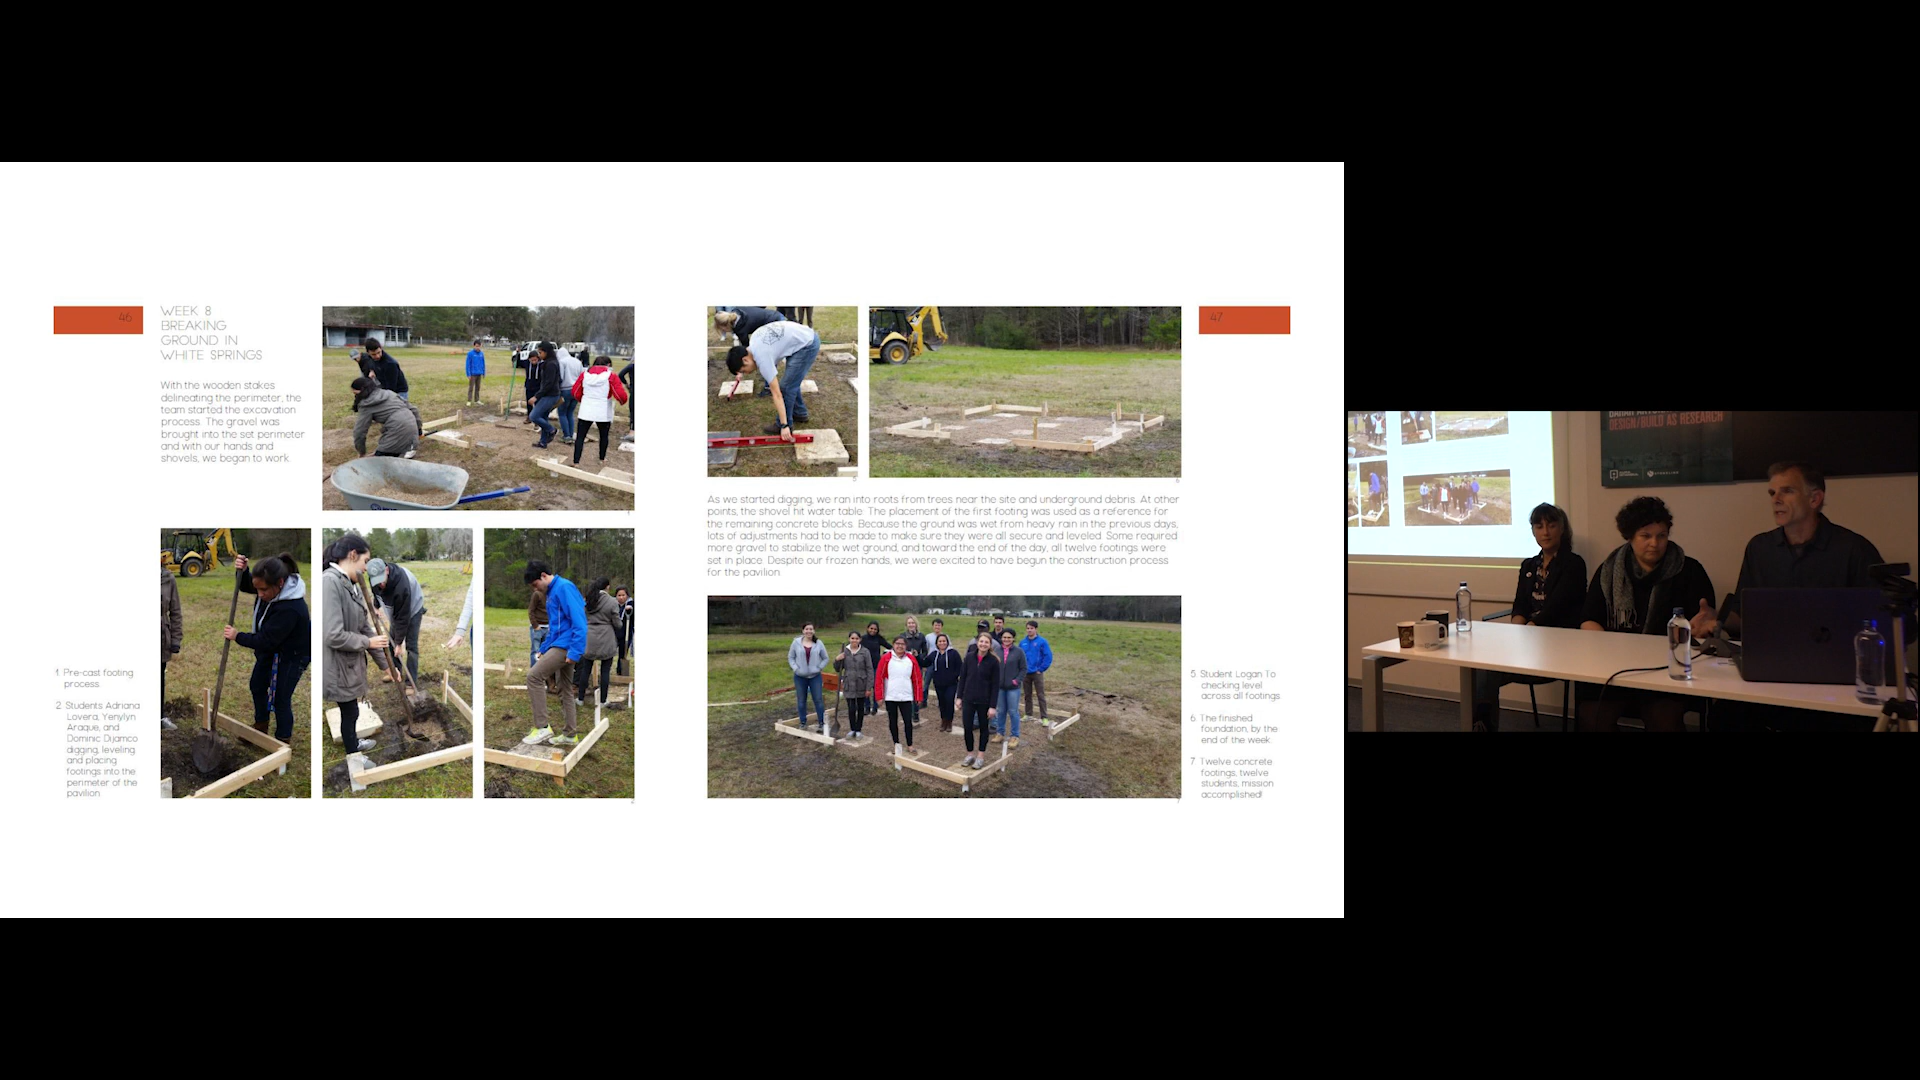 46
WEEK 8
BREAKING
GROUND IN
WHITE SPRINGS
With the wooden stakes
delineating the perimeter, the
team started the excavation
process. The gravel was
brought into the set perimeter
and with our hands and
shovels, we began to work.
1. Pre-cast footing
process.
2. Students Adriana
Lovera, Yenylyn
Araque, and
Dominic Dijamco
digging, leveling
and placing
footings into the
perimeter of the
pavilion.
47
As we started digging, we ran into roots from trees near the site and underground debris. At other
points, the shovel hit water table. The placement of the first footing was used as a reference for
the remaining concrete blocks. Because the ground was wet from heavy rain in the previous days,
lots of adjustments had to be made to make sure they were all secure and leveled. Some required
more gravel to stabilize the wet ground, and toward the end of the day, all twelve footings were
set in place. Despite our frozen hands, we were excited to have begun the construction process
for the pavilion.
5. Student Logan To
checking level
across all footings.
6. The finished
foundation, by the
end of the week.
7. Twelve concrete
footings, twelve
students, mission
accomplished!
DESIGN/BUILD AS RESEARCH